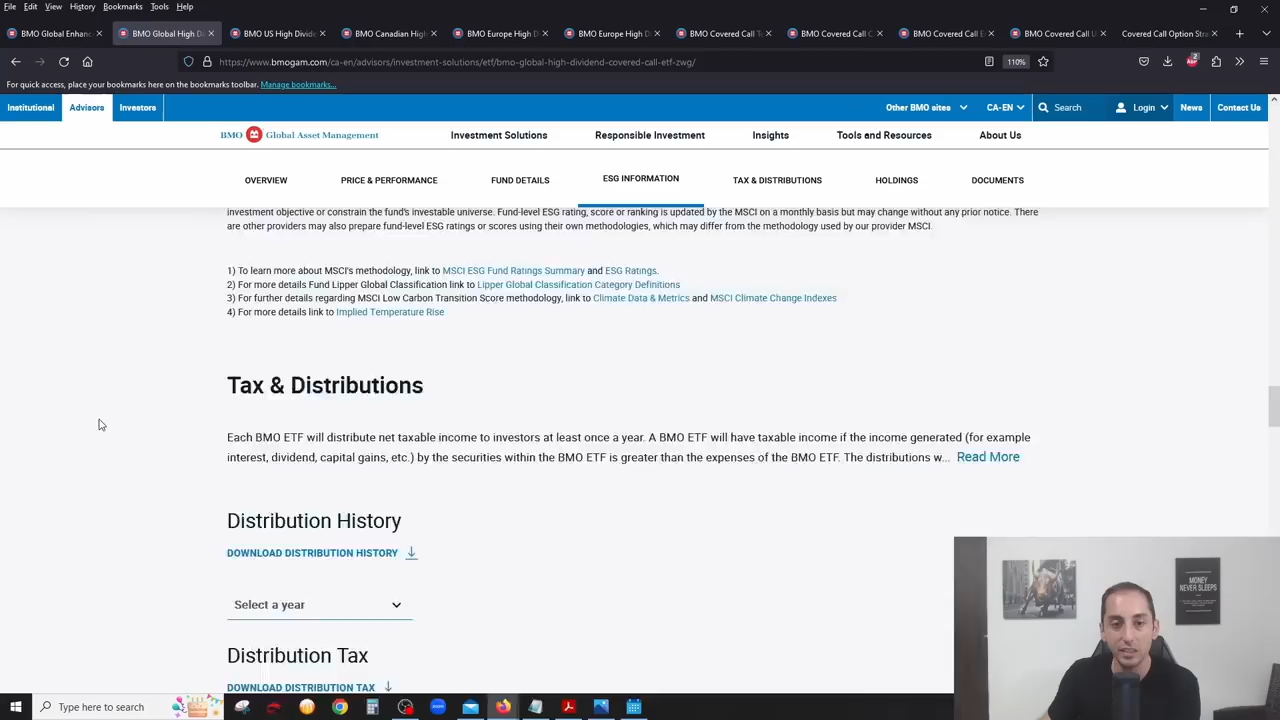 File Edit View History Bookmarks Tools Help
BMO Global Enhanc BMO Global High Di BMO US High Divide BMO Canadian High BMO Europe High D BMO Europe High D BMO Covered Call Te BMO Covered Call C BMO Covered Call E BMO Covered Call U Covered Call Option Stra
https://www.bmogam.com/ca-en/advisors/investment-solutions/etf/bmo-global-high-dividend-covered-call-etf-zwg/ 110% 2
For quick access, place your bookmarks here on the bookmarks toolbar. Manage bookmarks...
Institutional Advisors Investors Other BMO sites CA-EN Search Login News Contact Us
BMO Global Asset Management Investment Solutions Responsible Investment Insights Tools and Resources About Us
OVERVIEW PRICE & PERFORMANCE FUND DETAILS ESG INFORMATION TAX & DISTRIBUTIONS HOLDINGS DOCUMENTS
investment objective or constrain the fund's investable universe. Fund-level ESG rating, score or ranking is updated by the MSCI on a monthly basis but may change without any prior notice. There
are other providers may also prepare fund-level ESG ratings or scores using their own methodologies, which may differ from the methodology used by our provider MSCI.
1) To learn more about MSCI's methodology, link to MSCI ESG Fund Ratings Summary and ESG Ratings.
2) For more details Fund Lipper Global Classification link to Lipper Global Classification Category Definitions
3) For further details regarding MSCI Low Carbon Transition Score methodology, link to Climate Data & Metrics and MSCI Climate Change Indexes
4) For more details link to Implied Temperature Rise
Tax & Distributions
Each BMO ETF will distribute net taxable income to investors at least once a year. A BMO ETF will have taxable income if the income generated (for example
interest, dividend, capital gains, etc.) by the securities within the BMO ETF is greater than the expenses of the BMO ETF. The distributions w... Read More
Distribution History
DOWNLOAD DISTRIBUTION HISTORY
Select a year
Distribution Tax
DOWNLOAD DISTRIBUTION TAX
MONEY
NEVER SLEEPS
Type here to search